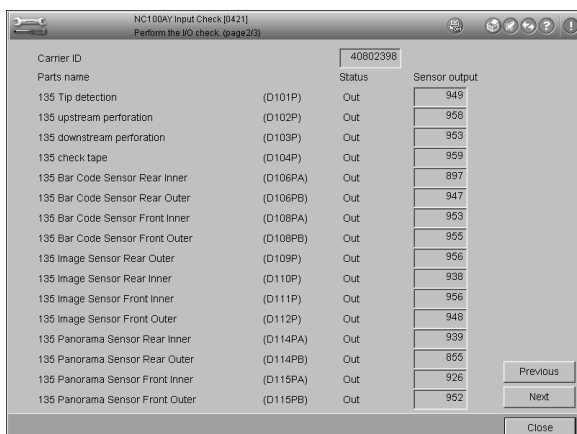 NC100AY Input Check [0421]
Perform the I/O check. (page2/3)
Carrier ID 40802398
Parts name Status Sensor output
135 Tip detection (D101P) Out 949
135 upstream perforation (D102P) Out 958
135 downstream perforation (D103P) Out 953
135 check tape (D104P) Out 959
135 Bar Code Sensor Rear Inner (D106PA) Out 897
135 Bar Code Sensor Rear Outer (D106PB) Out 947
135 Bar Code Sensor Front Inner (D108PA) Out 953
135 Bar Code Sensor Front Outer (D108PB) Out 955
135 Image Sensor Rear Outer (D109P) Out 956
135 Image Sensor Rear Inner (D110P) Out 938
135 Image Sensor Front Inner (D111P) Out 956
135 Image Sensor Front Outer (D112P) Out 948
135 Panorama Sensor Rear Inner (D114PA) Out 939
135 Panorama Sensor Rear Outer (D114PB) Out 855
135 Panorama Sensor Front Inner (D115PA) Out 926
135 Panorama Sensor Front Outer (D115PB) Out 952
Previous
Next
Close